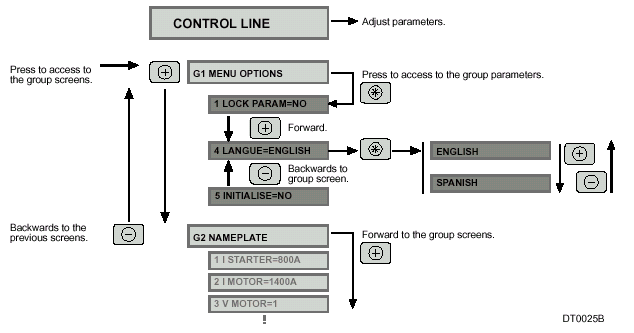 CONTROL LINE
Adjust parameters.
Press to access to
the group screens.
G1 MENU OPTIONS
Press to access to the group parameters.
1 LOCK PARAM=NO
Forward.
4 LANGUE=ENGLISH
Backwards to
group screen.
5 INITIALISE=NO
ENGLISH
SPANISH
Backwards to the
previous screens.
G2 NAMEPLATE
Forward to the group screens.
1 I STARTER=800A
2 I MOTOR=1400A
3 V MOTOR=1
DT0025B